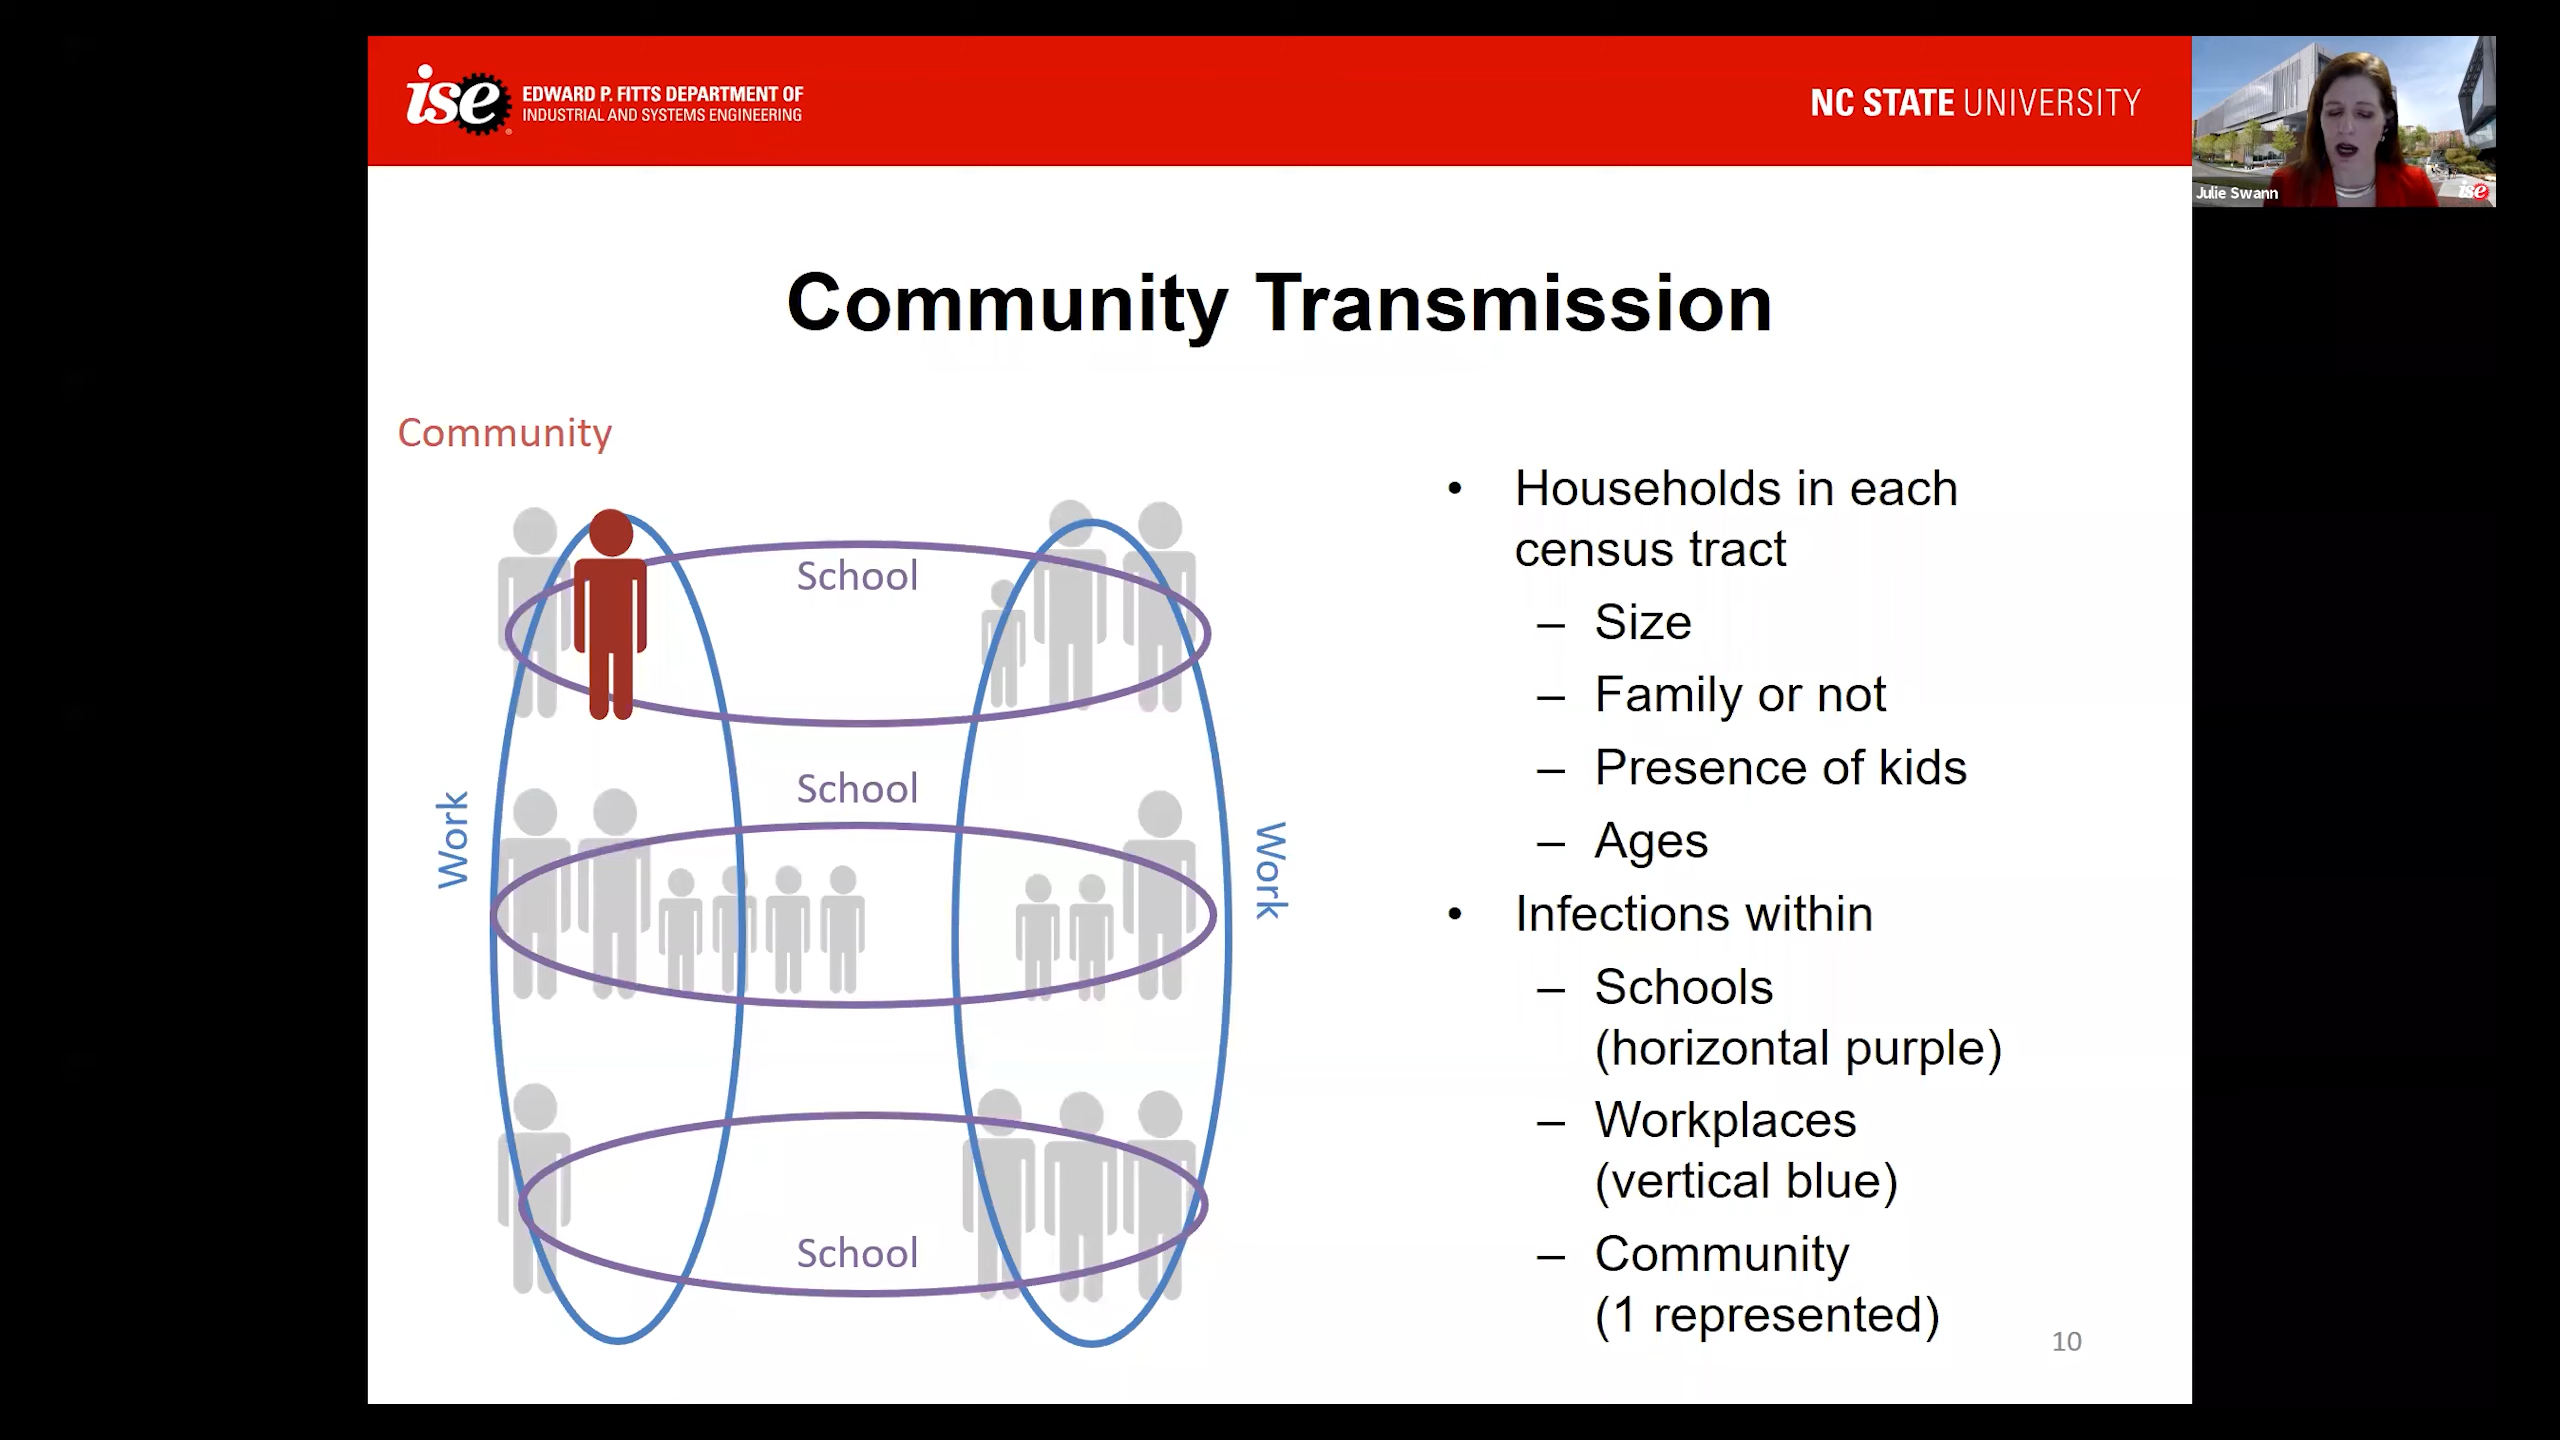 ise EDWARD P. FITTS DEPARTMENT OF
INDUSTRIAL AND SYSTEMS ENGINEERING
NC STATE UNIVERSITY
Julie Swann
ise
Community Transmission
Community
School
School
School
Work
Work
• Households in each
census tract
– Size
– Family or not
– Presence of kids
– Ages
• Infections within
– Schools
(horizontal purple)
– Workplaces
(vertical blue)
– Community
(1 represented)
10